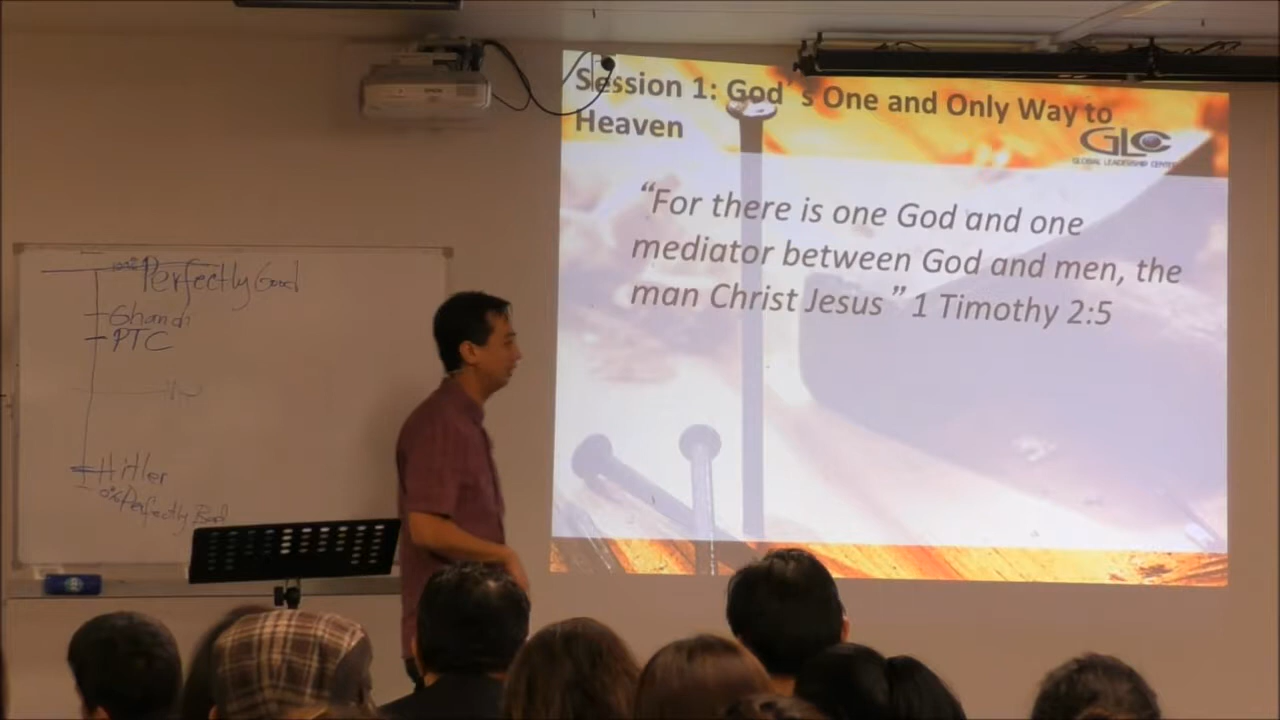 Session 1: God's One and Only Way to
Heaven
GLC
GLOBAL LEADERSHIP CENTER
“For there is one God and one
mediator between God and men, the
man Christ Jesus” 1 Timothy 2:5
EPSON
100% Perfectly Good
Ghandi
PTC
Hitler
0% Perfectly Bad